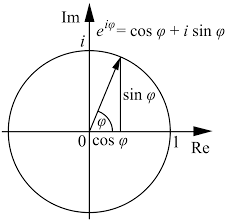 Im
i e^{iφ} = cos φ + i sin φ
sin φ
φ
0 cos φ 1
Re